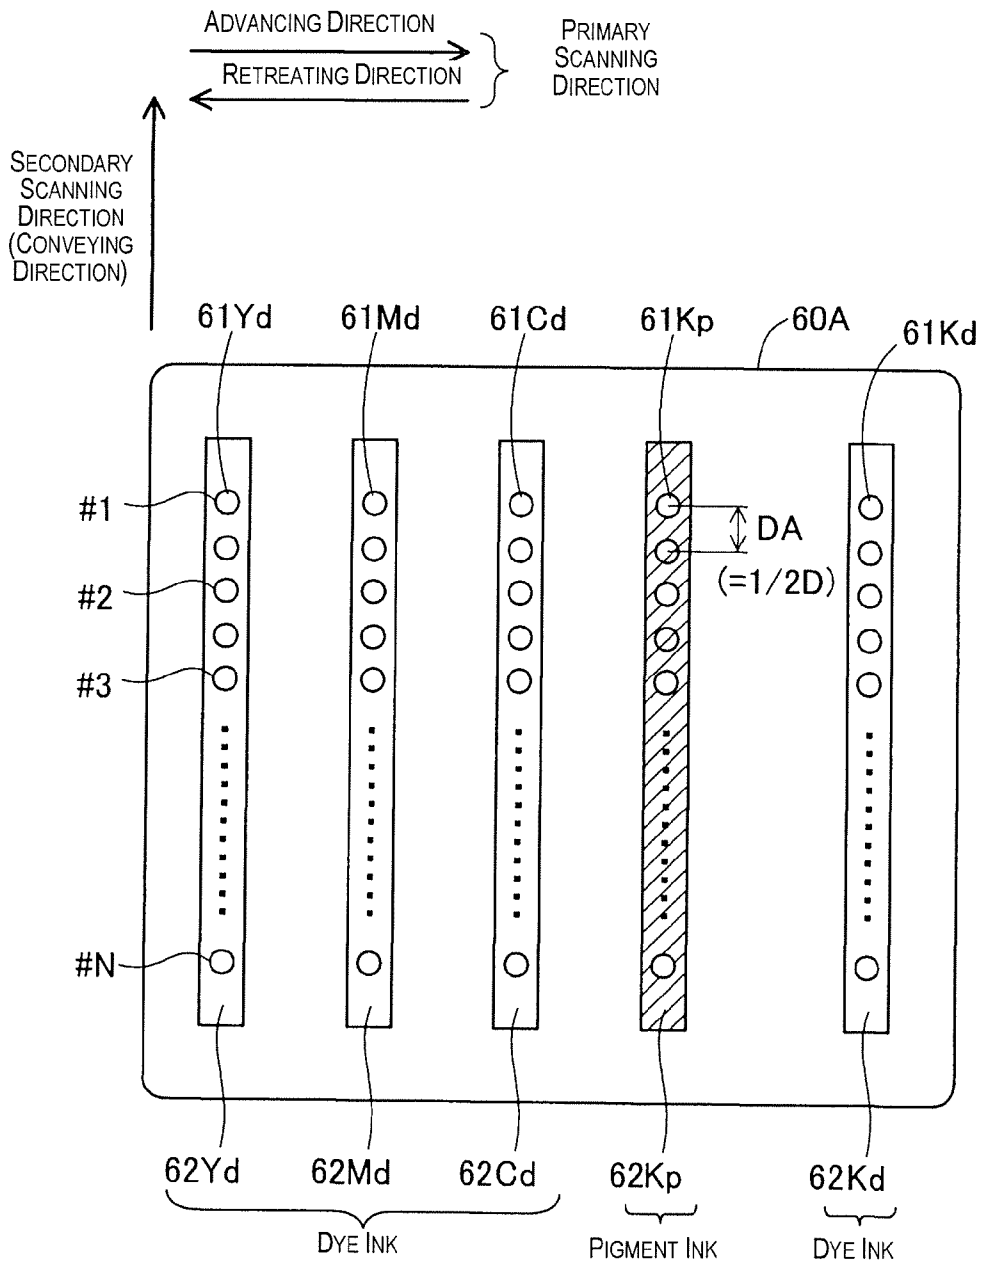 ADVANCING DIRECTION
RETREATING DIRECTION
PRIMARY
SCANNING
DIRECTION
SECONDARY
SCANNING
DIRECTION
(CONVEYING
DIRECTION)
61Yd
61Md
61Cd
61Kp
60A
61Kd
#1
DA
(=1/2D)
#2
#3
#N
62Yd
62Md
62Cd
62Kp
62Kd
DYE INK
PIGMENT INK
DYE INK